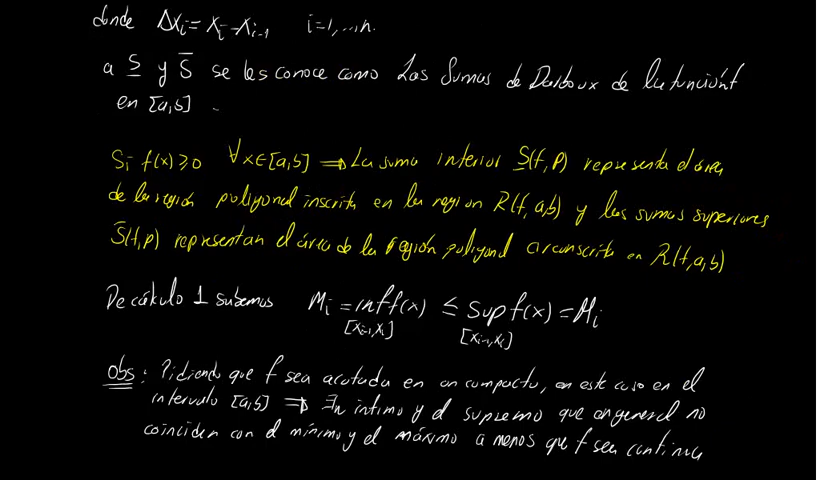 donde Δxᵢ = xᵢ - xᵢ₋₁ i=1,...n.
a S̲ y S̅ se les conoce como Las Sumas de Darboux de la función f
en [a,b]
Si f(x) ≥ 0 ∀x∈[a,b] ⟹ La suma inferior S̲(f,P) representa el área
de la región poligonal inscrita en la region R(f,a,b) y las sumas superiores
S̅(f,P) representan el área de la región poligonal circunscrita en R(f,a,b)
De cálculo 1 sabemos mᵢ = inf f(x) ≤ sup f(x) = Mᵢ
[xᵢ₋₁,xᵢ] [xᵢ₋₁,xᵢ]
Obs: Pidiendo que f sea acotada en un compacto, en este caso en el
intervalo [a,b] ⟹ ∃n ínfimo y el supremo que en general no
coinciden con el mínimo y el máximo a menos que f sea continua